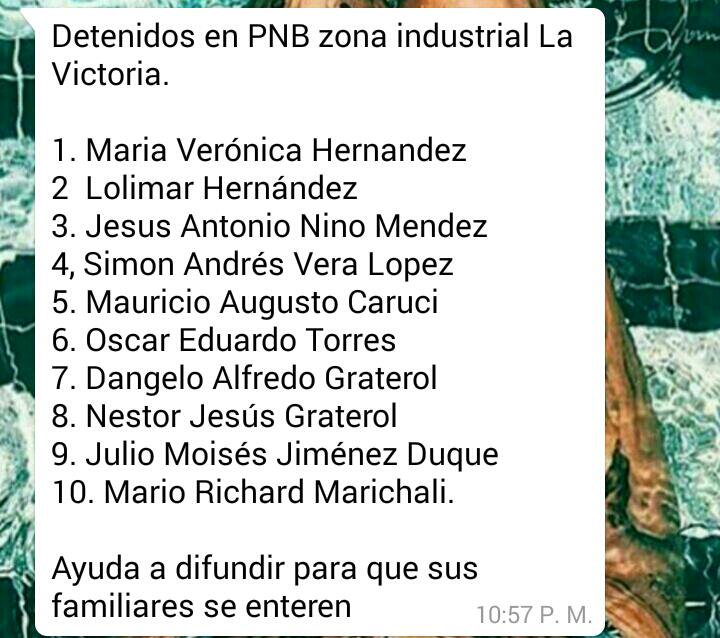 Detenidos en PNB zona industrial La
Victoria.
1. Maria Verónica Hernandez
2 Lolimar Hernández
3. Jesus Antonio Nino Mendez
4, Simon Andrés Vera Lopez
5. Mauricio Augusto Caruci
6. Oscar Eduardo Torres
7. Dangelo Alfredo Graterol
8. Nestor Jesús Graterol
9. Julio Moisés Jiménez Duque
10. Mario Richard Marichali.
Ayuda a difundir para que sus
familiares se enteren
10:57 P. M.